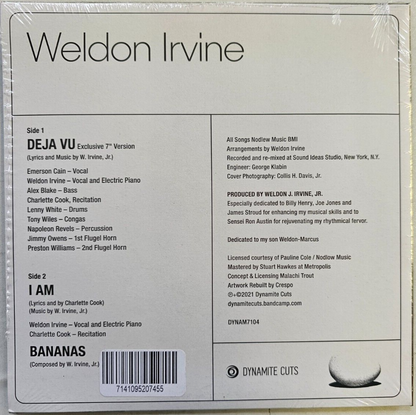 Weldon Irvine
Side 1
DEJA VU Exclusive 7" Version
(Lyrics and Music by W. Irvine, Jr.)
Emerson Cain – Vocal
Weldon Irvine – Vocal and Electric Piano
Alex Blake – Bass
Charlette Cook, Recitation
Lenny White – Drums
Tony Wiles – Congas
Napoleon Revels – Percussion
Jimmy Owens – 1st Flugel Horn
Preston Williams – 2nd Flugel Horn
Side 2
I AM
(Lyrics and by Charlette Cook)
(Music by W. Irvine, Jr.)
Weldon Irvine – Vocal and Electric Piano
Charlette Cook – Recitation
BANANAS
(Composed by W. Irvine, Jr.)
7141095207455
All Songs Nodlew Music BMI
Arrangements by Weldon Irvine
Recorded and re-mixed at Sound Ideas Studio, New York, N.Y.
Engineer: George Klabin
Cover Photography: Collis H. Davis, Jr.
PRODUCED BY WELDON J. IRVINE, JR.
Especially dedicated to Billy Henry, Joe Jones and
James Stroud for enhancing my musical skills and to
Sensei Ron Austin for rejuvenating my rhythmical fervor.
Dedicated to my son Weldon-Marcus
Licensed courtesy of Pauline Cole / Nodlow Music
Mastered by Stuart Hawkes at Metropolis
Concept & Licensing Malachi Trout
Artwork Rebuilt by Crespo
℗+©2021 Dynamite Cuts
dynamitecuts.bandcamp.com
DYNAM7104
DYNAMITE CUTS